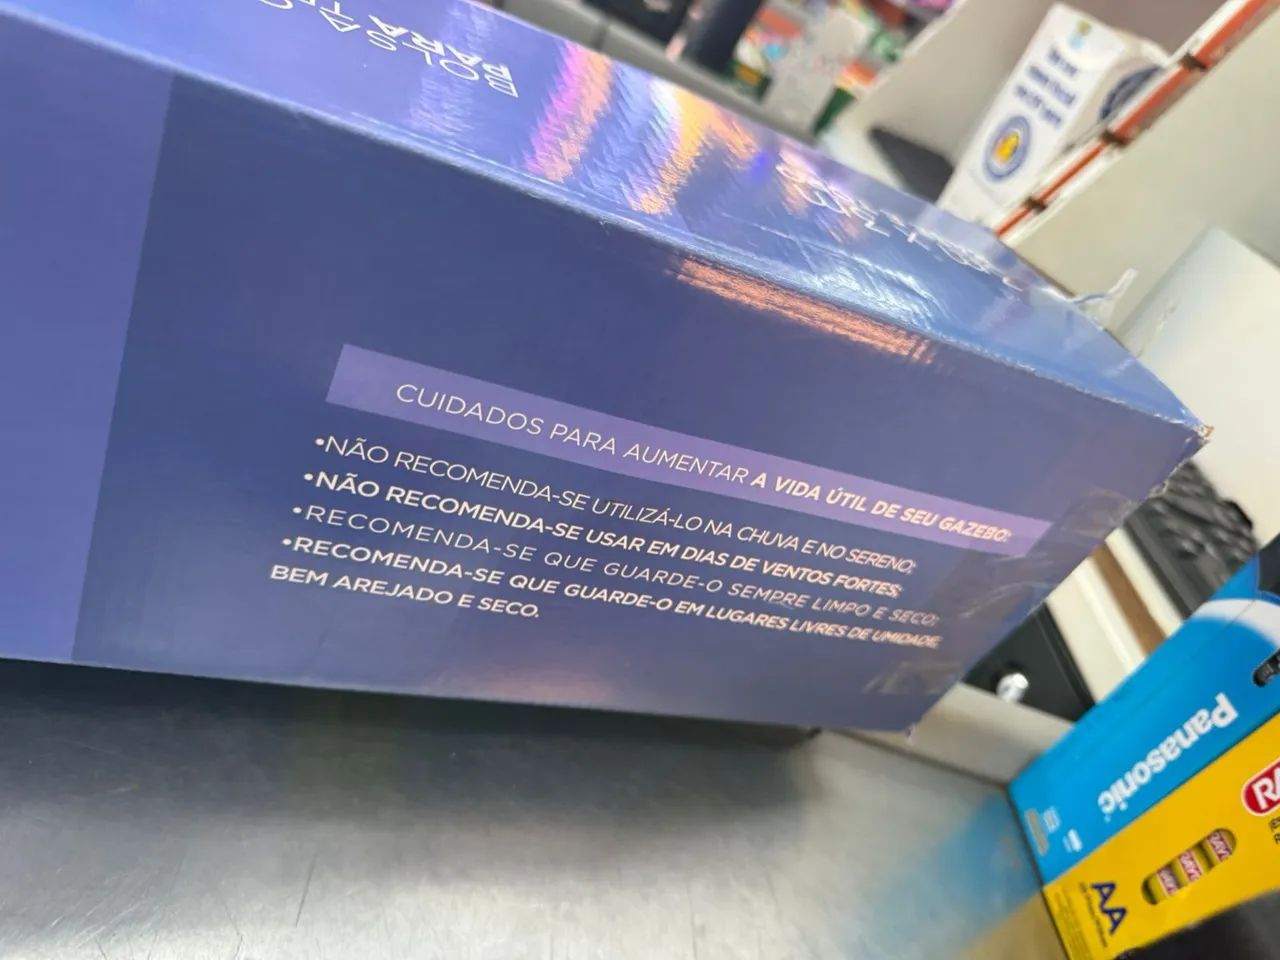 CUIDADOS PARA AUMENTAR A VIDA ÚTIL DE SEU GAZEBO:
•NÃO RECOMENDA-SE UTILIZÁ-LO NA CHUVA E NO SERENO;
•NÃO RECOMENDA-SE USAR EM DIAS DE VENTOS FORTES;
•RECOMENDA-SE QUE GUARDE-O SEMPRE LIMPO E SECO;
•RECOMENDA-SE QUE GUARDE-O EM LUGARES LIVRES DE UMIDADE,
BEM AREJADO E SECO.
BOLSA
PARA
Panasonic
AA